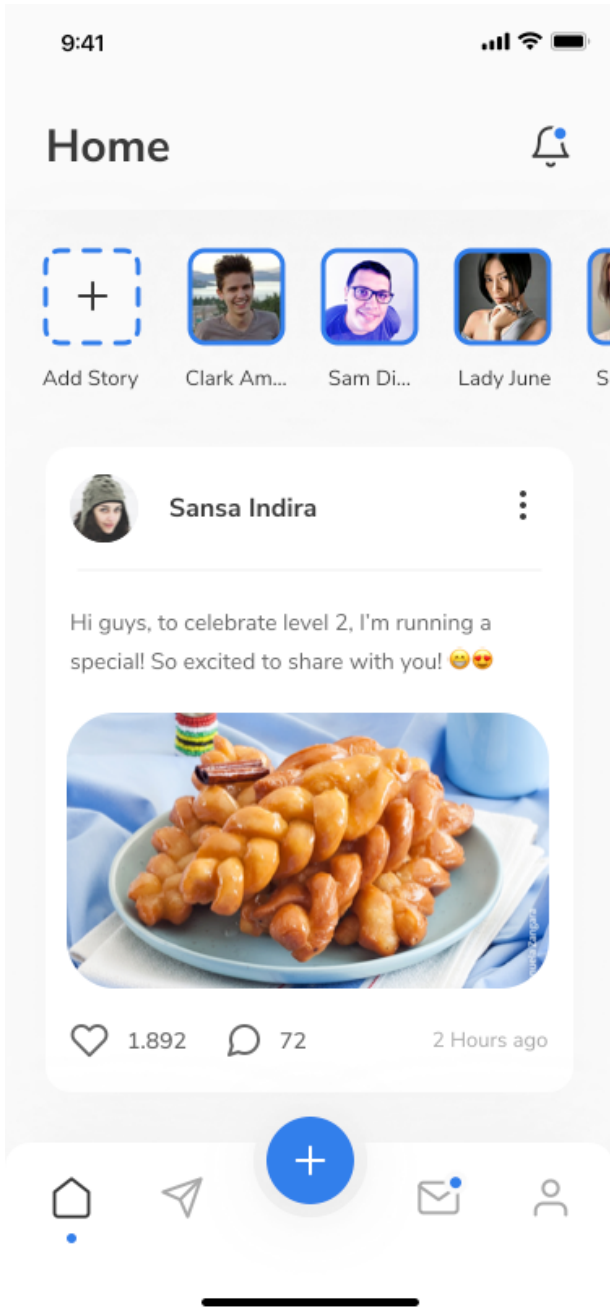 9:41
Home
Add Story
Clark Am...
Sam Di...
Lady June
S
Sansa Indira
Hi guys, to celebrate level 2, I'm running a
special! So excited to share with you! 😁😍
1.892
72
2 Hours ago